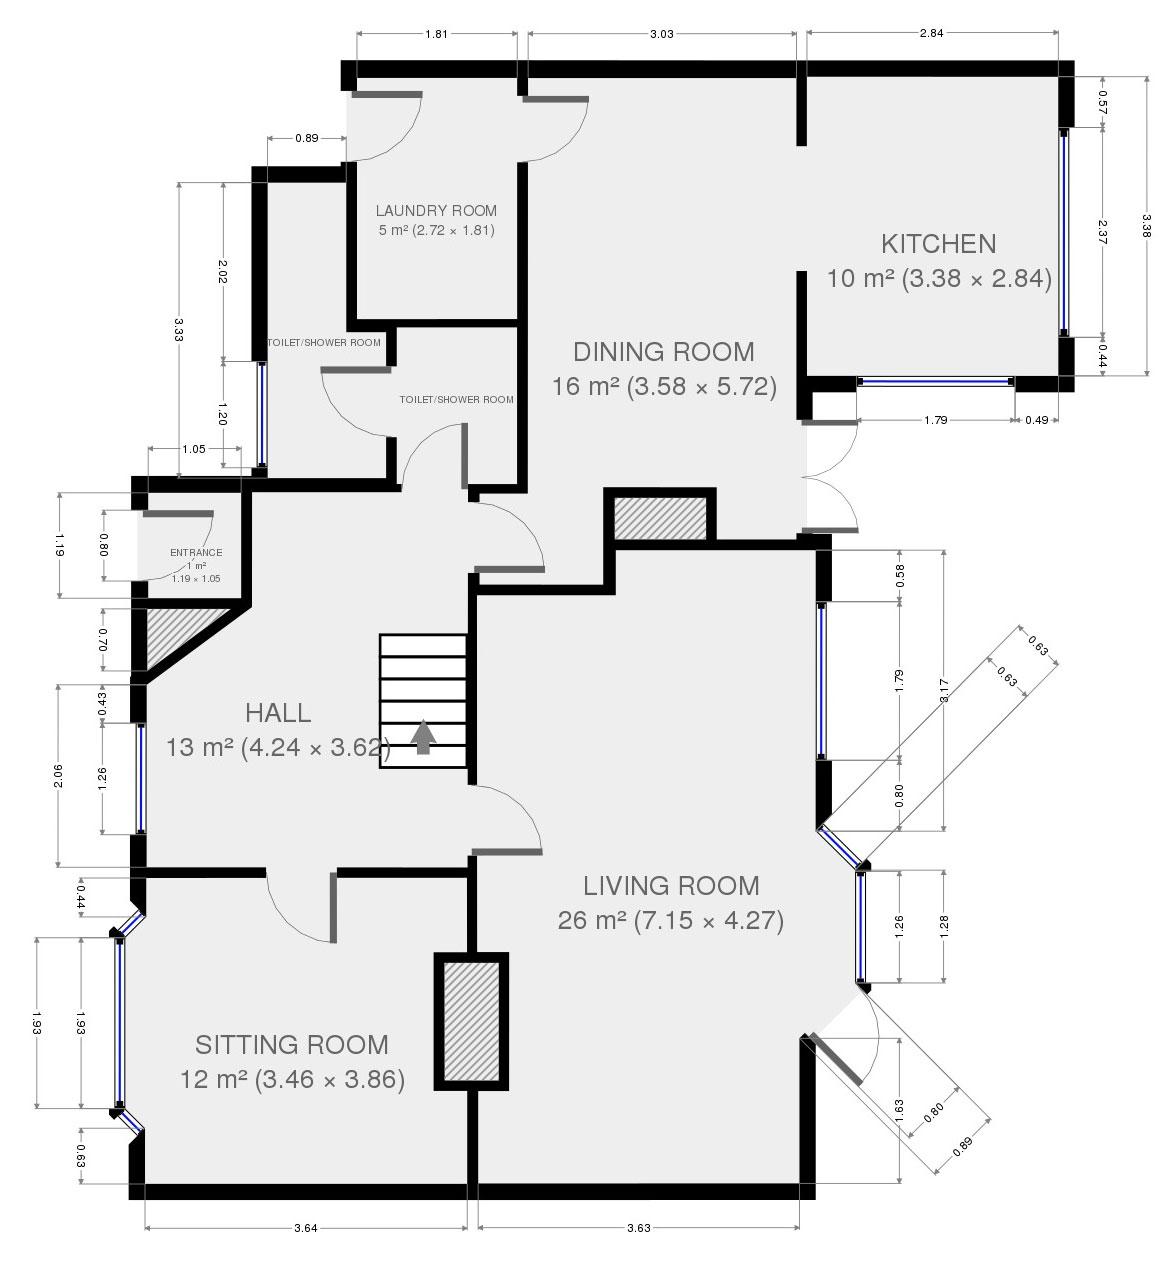 1.81
3.03
2.84
0.57
3.38
0.89
LAUNDRY ROOM
5 m² (2.72 × 1.81)
2.37
KITCHEN
10 m² (3.38 × 2.84)
2.02
3.33
TOILET/SHOWER ROOM
DINING ROOM
16 m² (3.58 × 5.72)
0.44
TOILET/SHOWER ROOM
1.20
1.79
0.49
1.05
1.19
0.80
ENTRANCE
1 m²
1.19 × 1.05
0.58
0.70
0.63
0.63
1.79
3.17
0.43
HALL
13 m² (4.24 × 3.62)
2.06
1.26
0.80
LIVING ROOM
26 m² (7.15 × 4.27)
0.44
1.26
1.28
1.93
1.93
SITTING ROOM
12 m² (3.46 × 3.86)
1.63
0.80
0.89
0.63
3.64
3.63